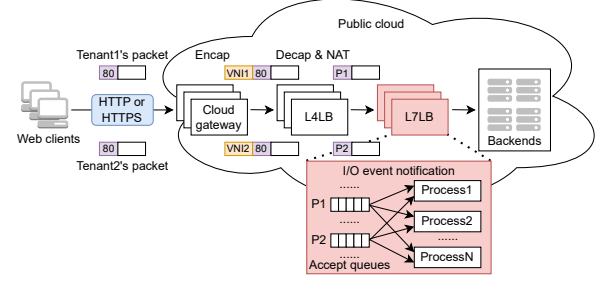 Public cloud
Tenant1's packet
Encap
Decap & NAT
80
VNI1 80
P1
Web clients
HTTP or
HTTPS
Cloud
gateway
L4LB
L7LB
Backends
80
VNI2 80
P2
Tenant2's packet
I/O event notification
......
P1
Process1
......
Process2
P2
......
......
ProcessN
Accept queues